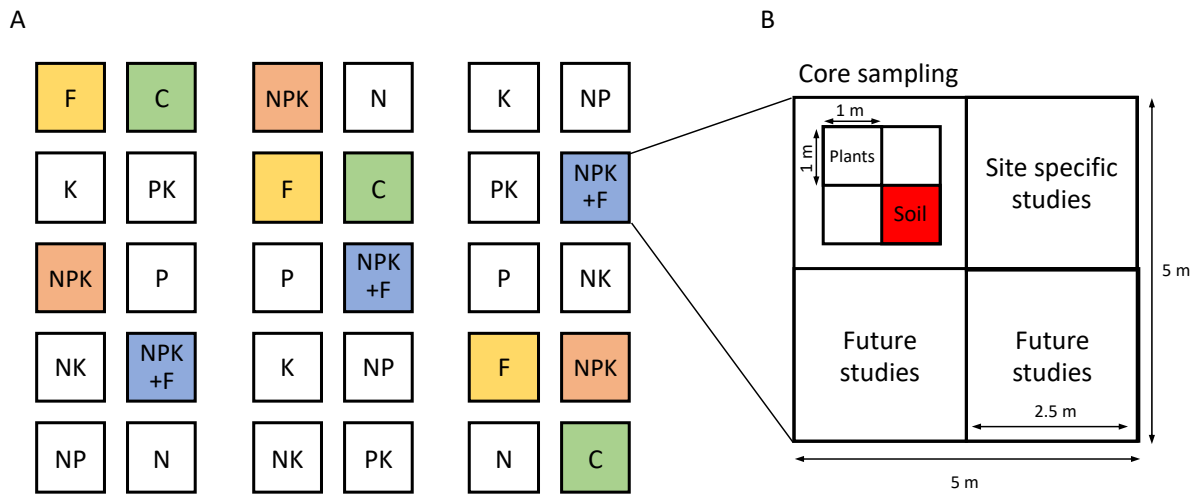 A
F
C
K
PK
NPK
P
NK
NPK
+F
NP
N
NPK
N
F
C
P
NPK
+F
K
NP
NK
PK
K
NP
PK
NPK
+F
P
NK
F
NPK
N
C
B
Core sampling
1 m
1 m
Plants
Soil
Site specific
studies
Future
studies
Future
studies
2.5 m
5 m
5 m